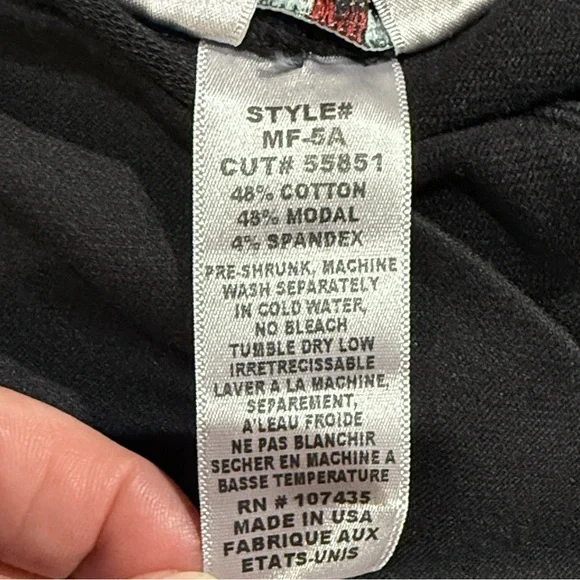 STYLE#
MF-5A
CUT# 55851
48% COTTON
48% MODAL
4% SPANDEX
PRE-SHRUNK, MACHINE
WASH SEPARATELY
IN COLD WATER,
NO BLEACH
TUMBLE DRY LOW
IRRETRECISSABLE
LAVER A LA MACHINE,
SEPAREMENT,
A'LEAU FROIDE
NE PAS BLANCHIR
SECHER EN MACHINE A
BASSE TEMPERATURE
RN # 107435
MADE IN USA
FABRIQUE AUX
ETATS-UNIS